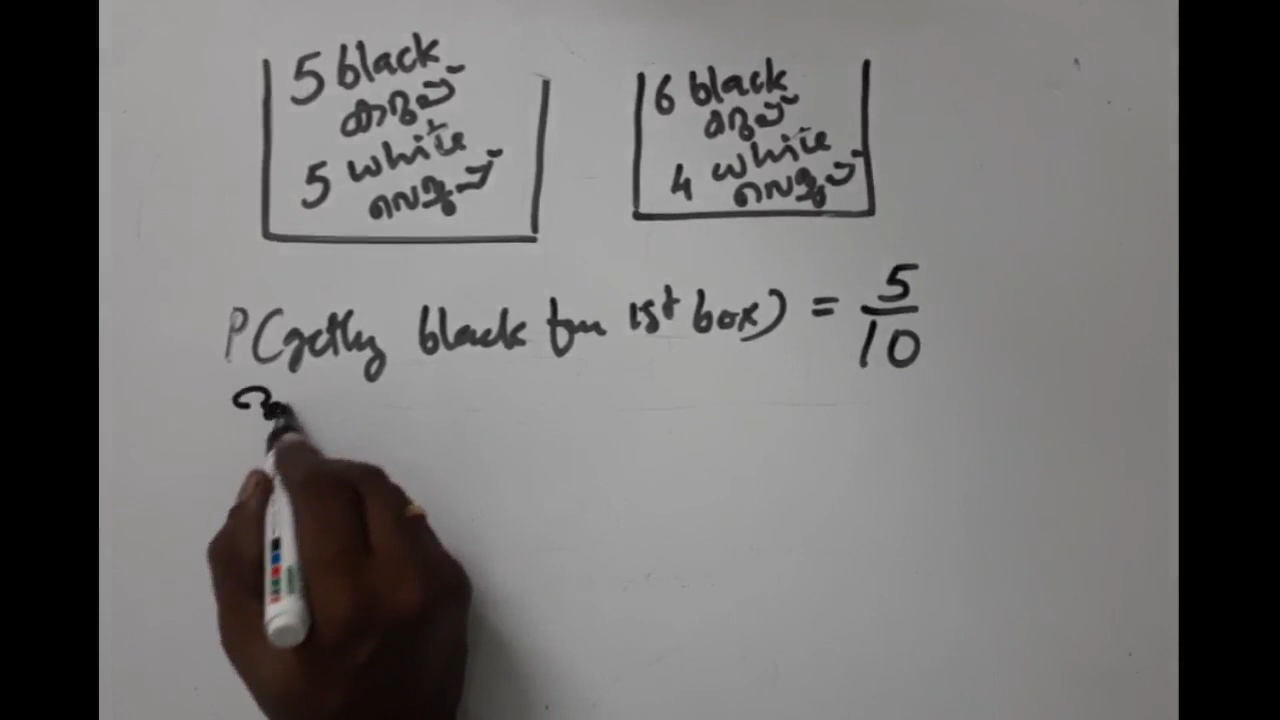 5 black
കറുപ്പ്
5 white
വെളുപ്പ്
6 black
കറുപ്പ്
4 white
വെളുപ്പ്
P(getting black from 1st box) = 5/10